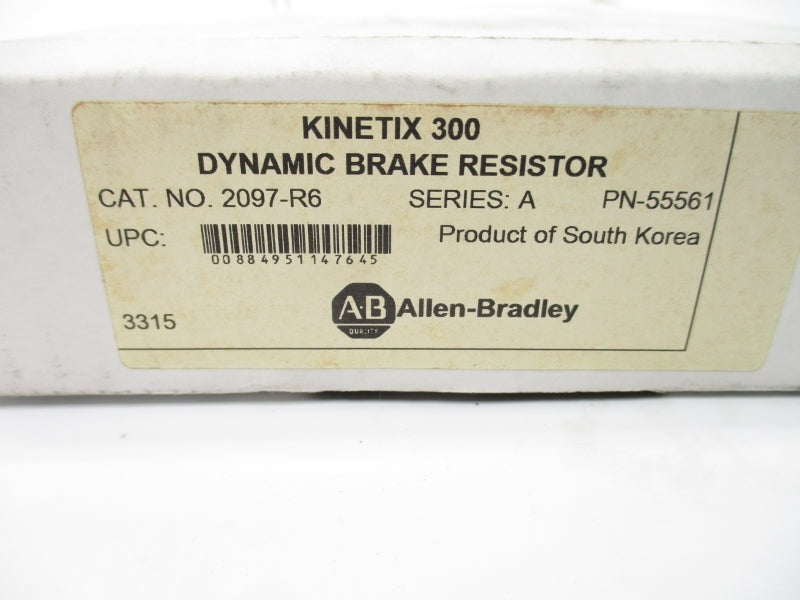 KINETIX 300
DYNAMIC BRAKE RESISTOR
CAT. NO. 2097-R6 SERIES: A PN-55561
UPC: Product of South Korea
00884951147645
3315 A·B Allen-Bradley
QUALITY